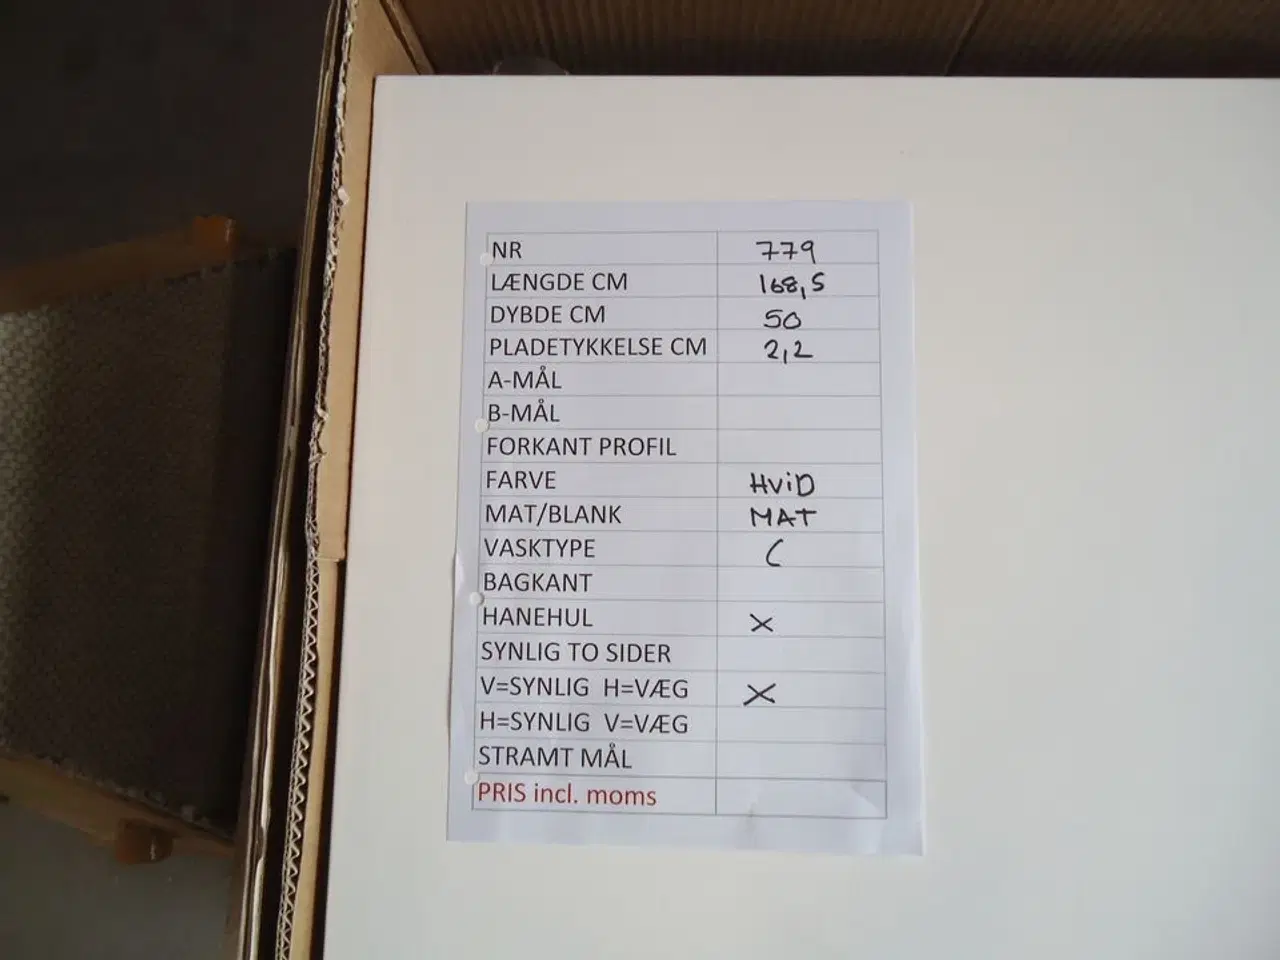 NR 779
LÆNGDE CM 168,5
DYBDE CM 50
PLADETYKKELSE CM 2,2
A-MÅL
B-MÅL
FORKANT PROFIL
FARVE HViD
MAT/BLANK MAT
VASKTYPE C
BAGKANT
HANEHUL X
SYNLIG TO SIDER
V=SYNLIG H=VÆG X
H=SYNLIG V=VÆG
STRAMT MÅL
PRIS incl. moms